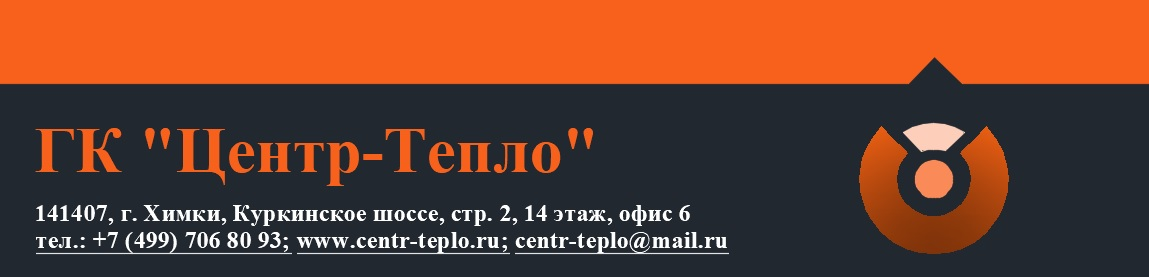 ГК "Центр-Тепло"
141407, г. Химки, Куркинское шоссе, стр. 2, 14 этаж, офис 6
тел.: +7 (499) 706 80 93; www.centr-teplo.ru; centr-teplo@mail.ru